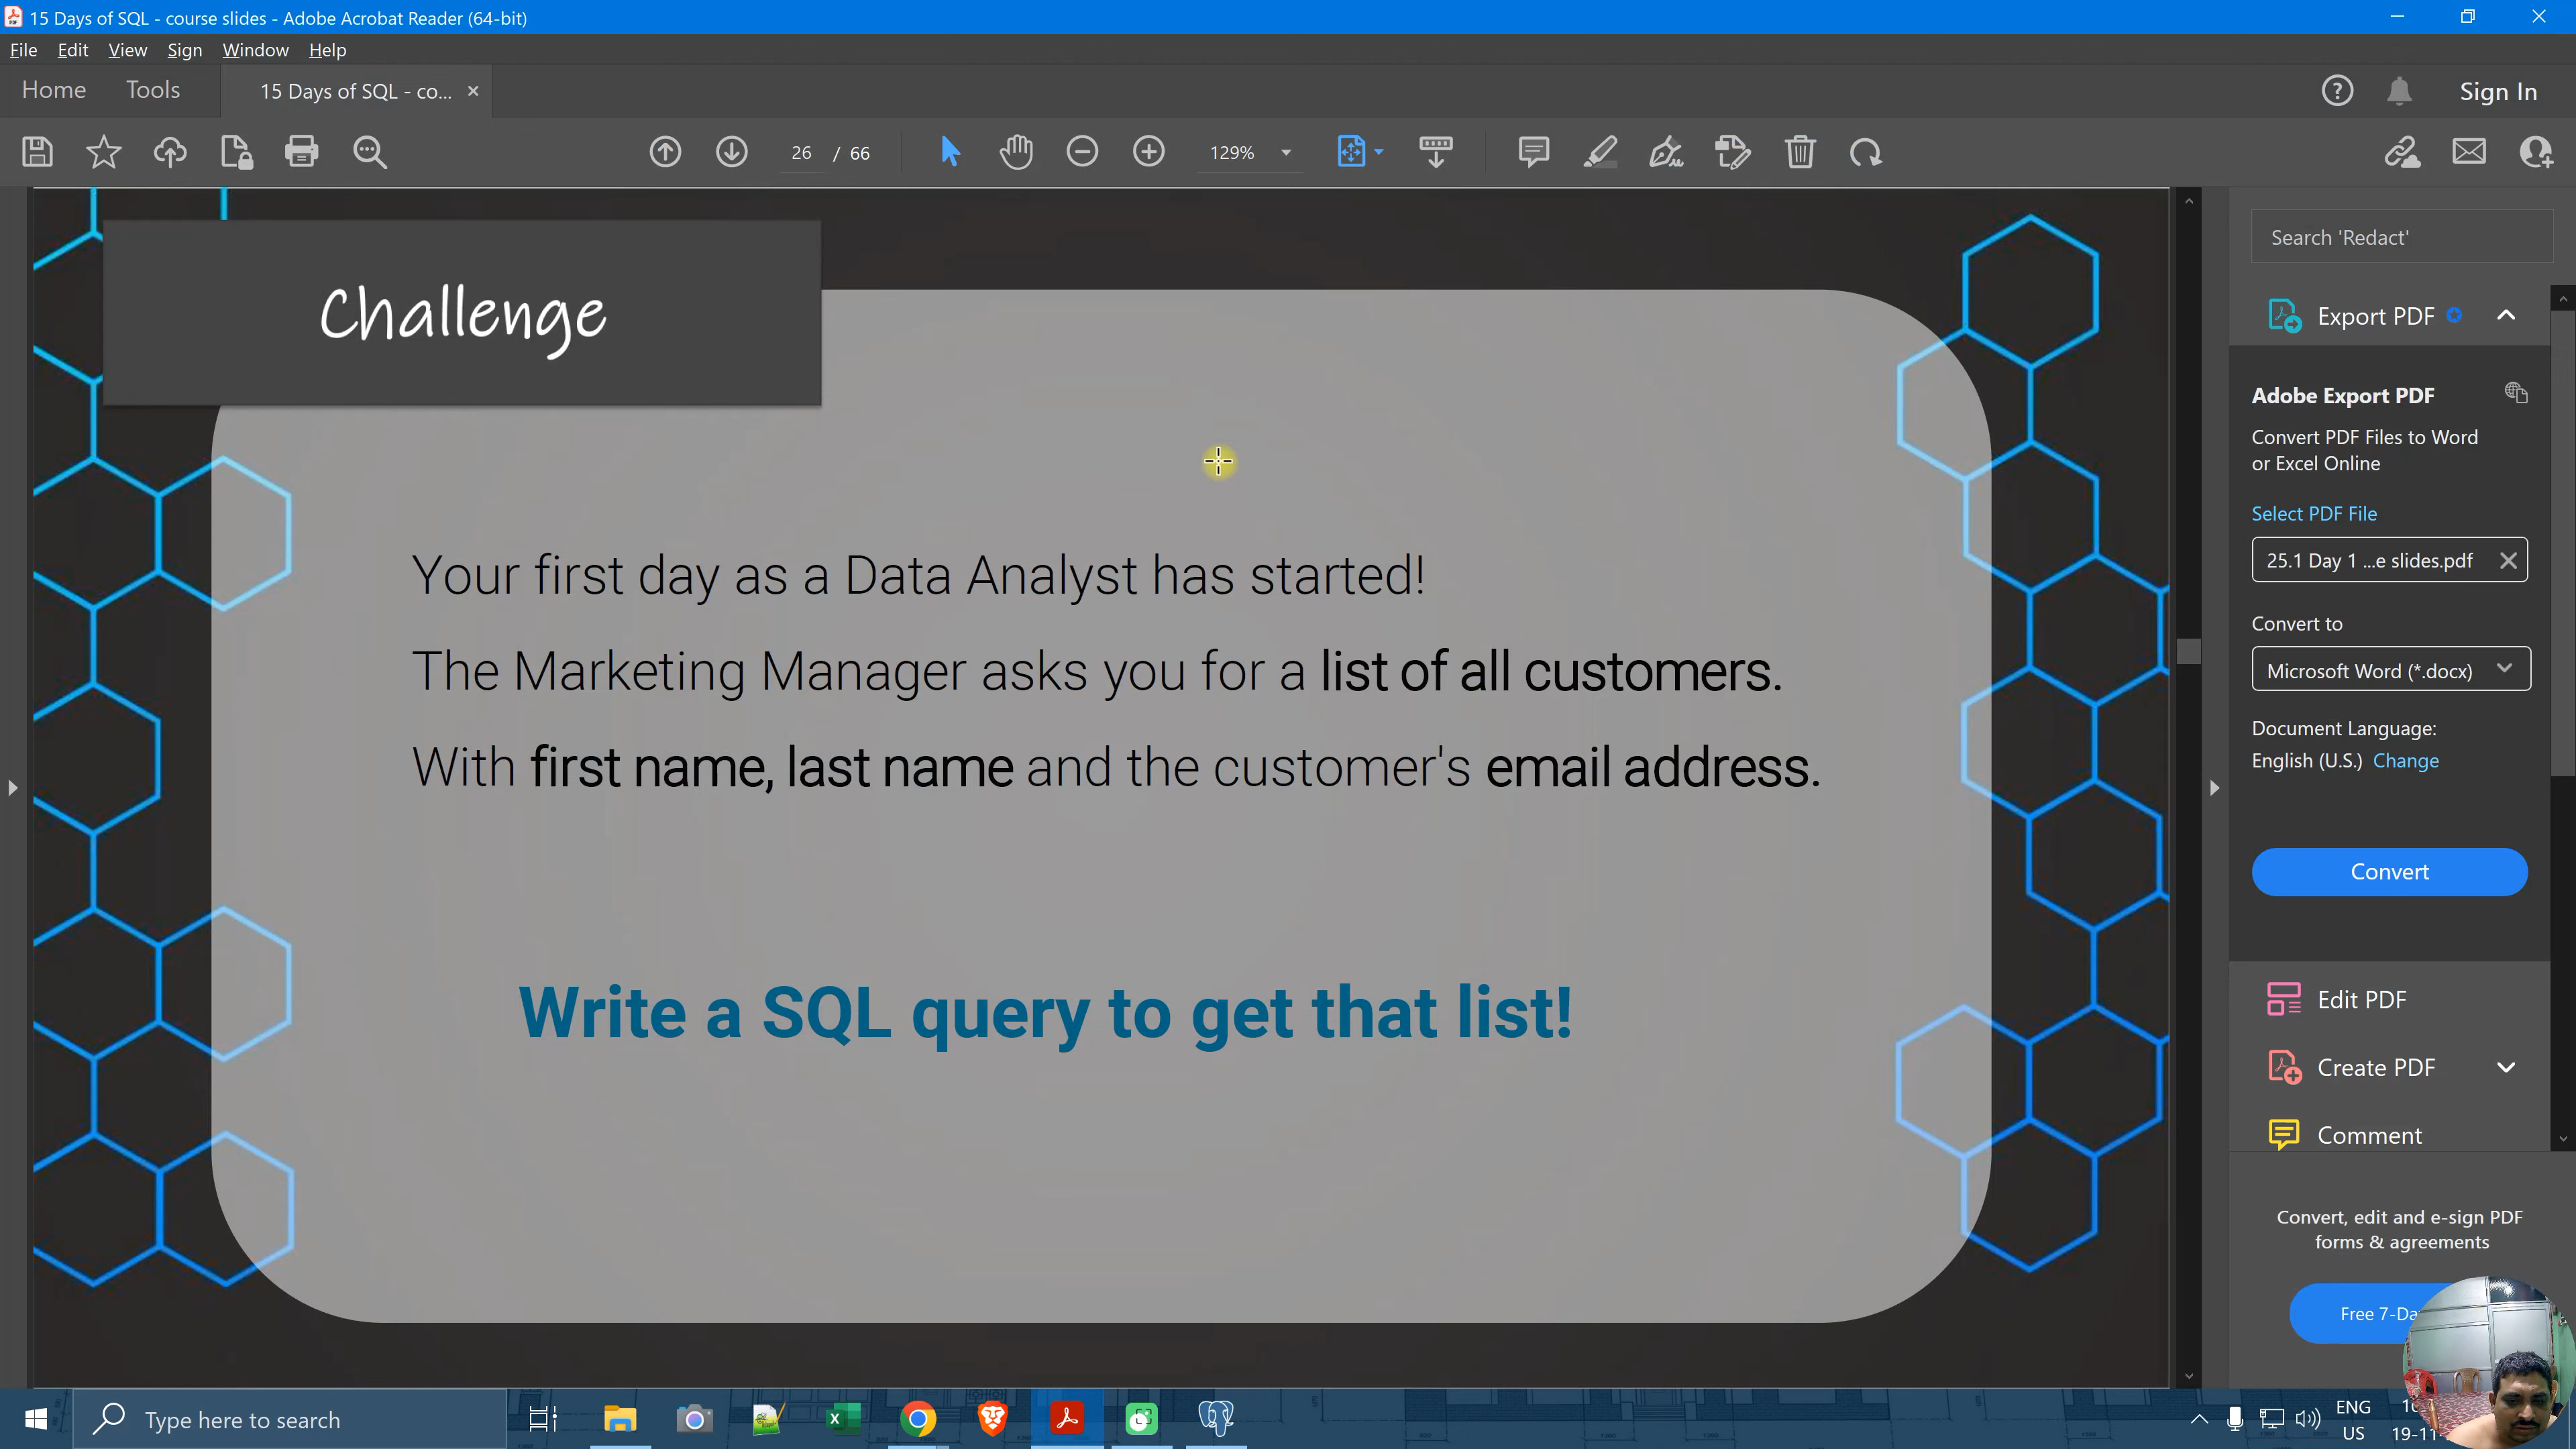 15 Days of SQL - course slides - Adobe Acrobat Reader (64-bit)
File Edit View Sign Window Help
Home Tools 15 Days of SQL - co... Sign In
26 / 66 129%
Search 'Redact'
Challenge
Export PDF
Adobe Export PDF
Convert PDF Files to Word
or Excel Online
Select PDF File
25.1 Day 1 ...e slides.pdf
Convert to
Microsoft Word (*.docx)
Document Language:
English (U.S.) Change
Convert
Edit PDF
Create PDF
Comment
Convert, edit and e-sign PDF
forms & agreements
Free 7-Da
Your first day as a Data Analyst has started!
The Marketing Manager asks you for a list of all customers.
With first name, last name and the customer's email address.
Write a SQL query to get that list!
Type here to search
ENG
US
19-11